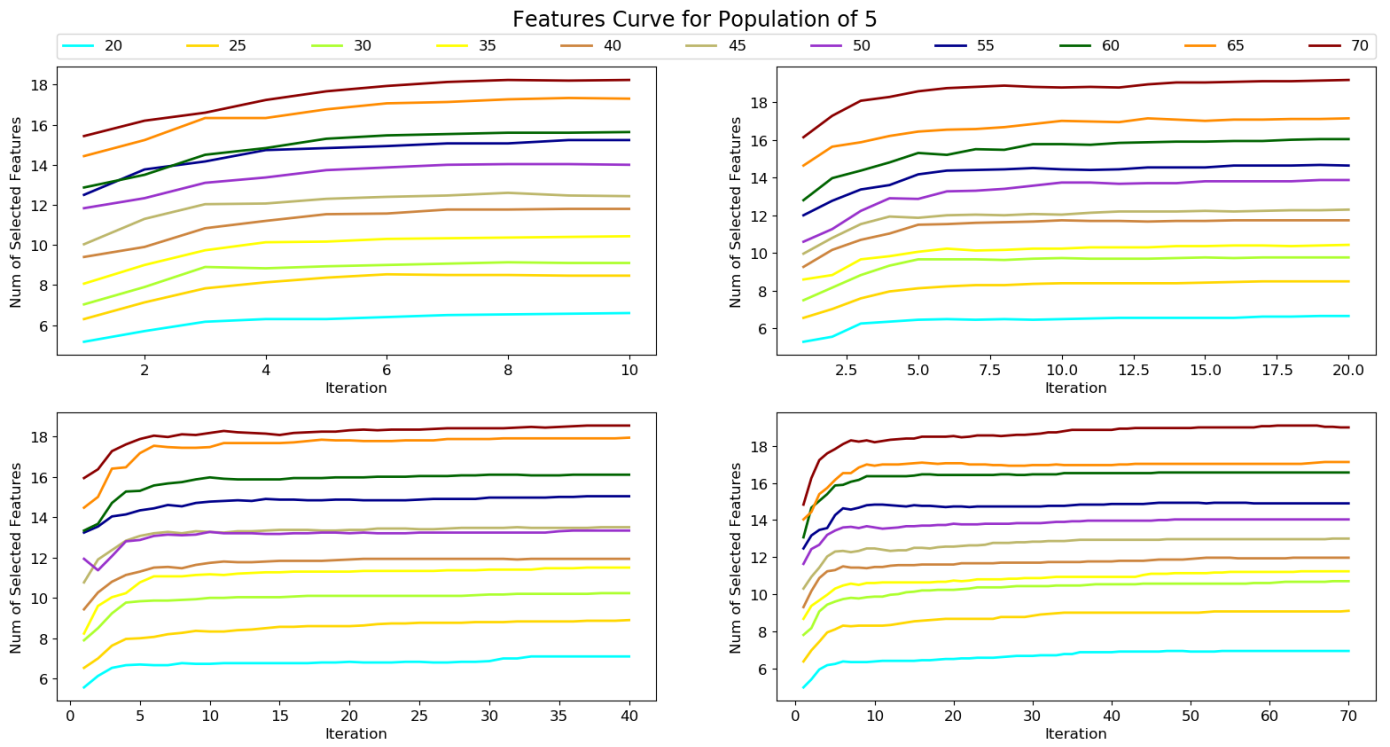 Features Curve for Population of 5
20 25 30 35 40 45 50 55 60 65 70
Num of Selected Features
18
16
14
12
10
8
6
2 4 6 8 10
Iteration
Num of Selected Features
18
16
14
12
10
8
6
2.5 5.0 7.5 10.0 12.5 15.0 17.5 20.0
Iteration
Num of Selected Features
18
16
14
12
10
8
6
0 5 10 15 20 25 30 35 40
Iteration
Num of Selected Features
18
16
14
12
10
8
6
0 10 20 30 40 50 60 70
Iteration